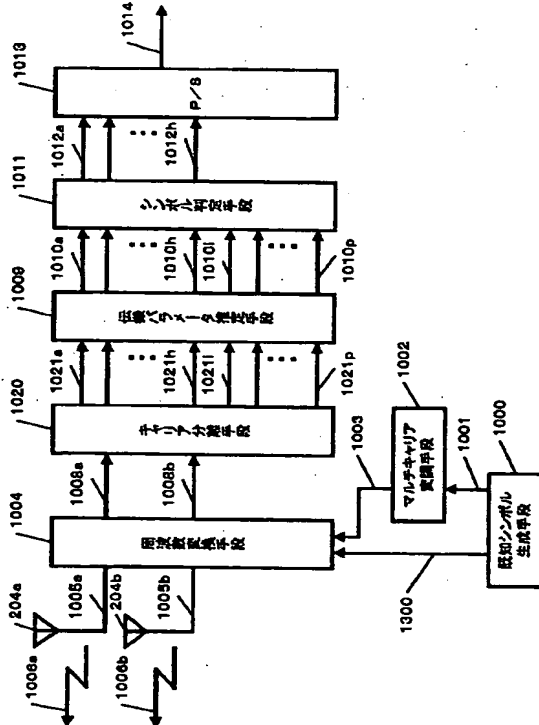 204a
1006a
1005a
204b
1006b
1005b
1004
周波数変換手段
1008a
1008b
1020
キャリア分離手段
1021a
1021h
1021i
1021p
1009
伝搬パラメータ推定手段
1010a
1010h
1010i
1010p
1011
シンボル判定手段
1012a
1012h
1013
P/S
1014
1003
1002
マルチキャリア
変調手段
1001
1000
既知シンボル
生成手段
1300